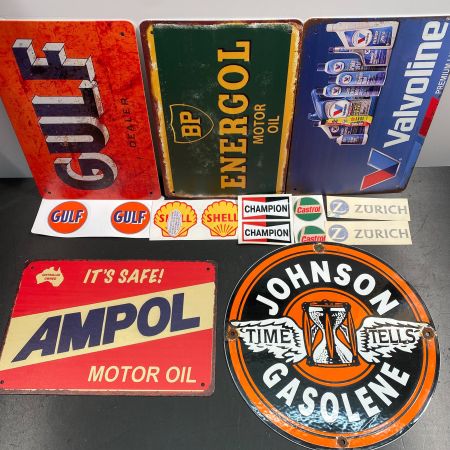 GULF
DEALER
BP
ENERGOL
MOTOR
OIL
Valvoline
PREMIUM
GULF
GULF
SHELL
CHAMPION
CHAMPION
Castrol
Castrol
ZURICH
ZURICH
IT'S SAFE!
AMPOL
MOTOR OIL
JOHNSON
TIME TELLS
GASOLENE